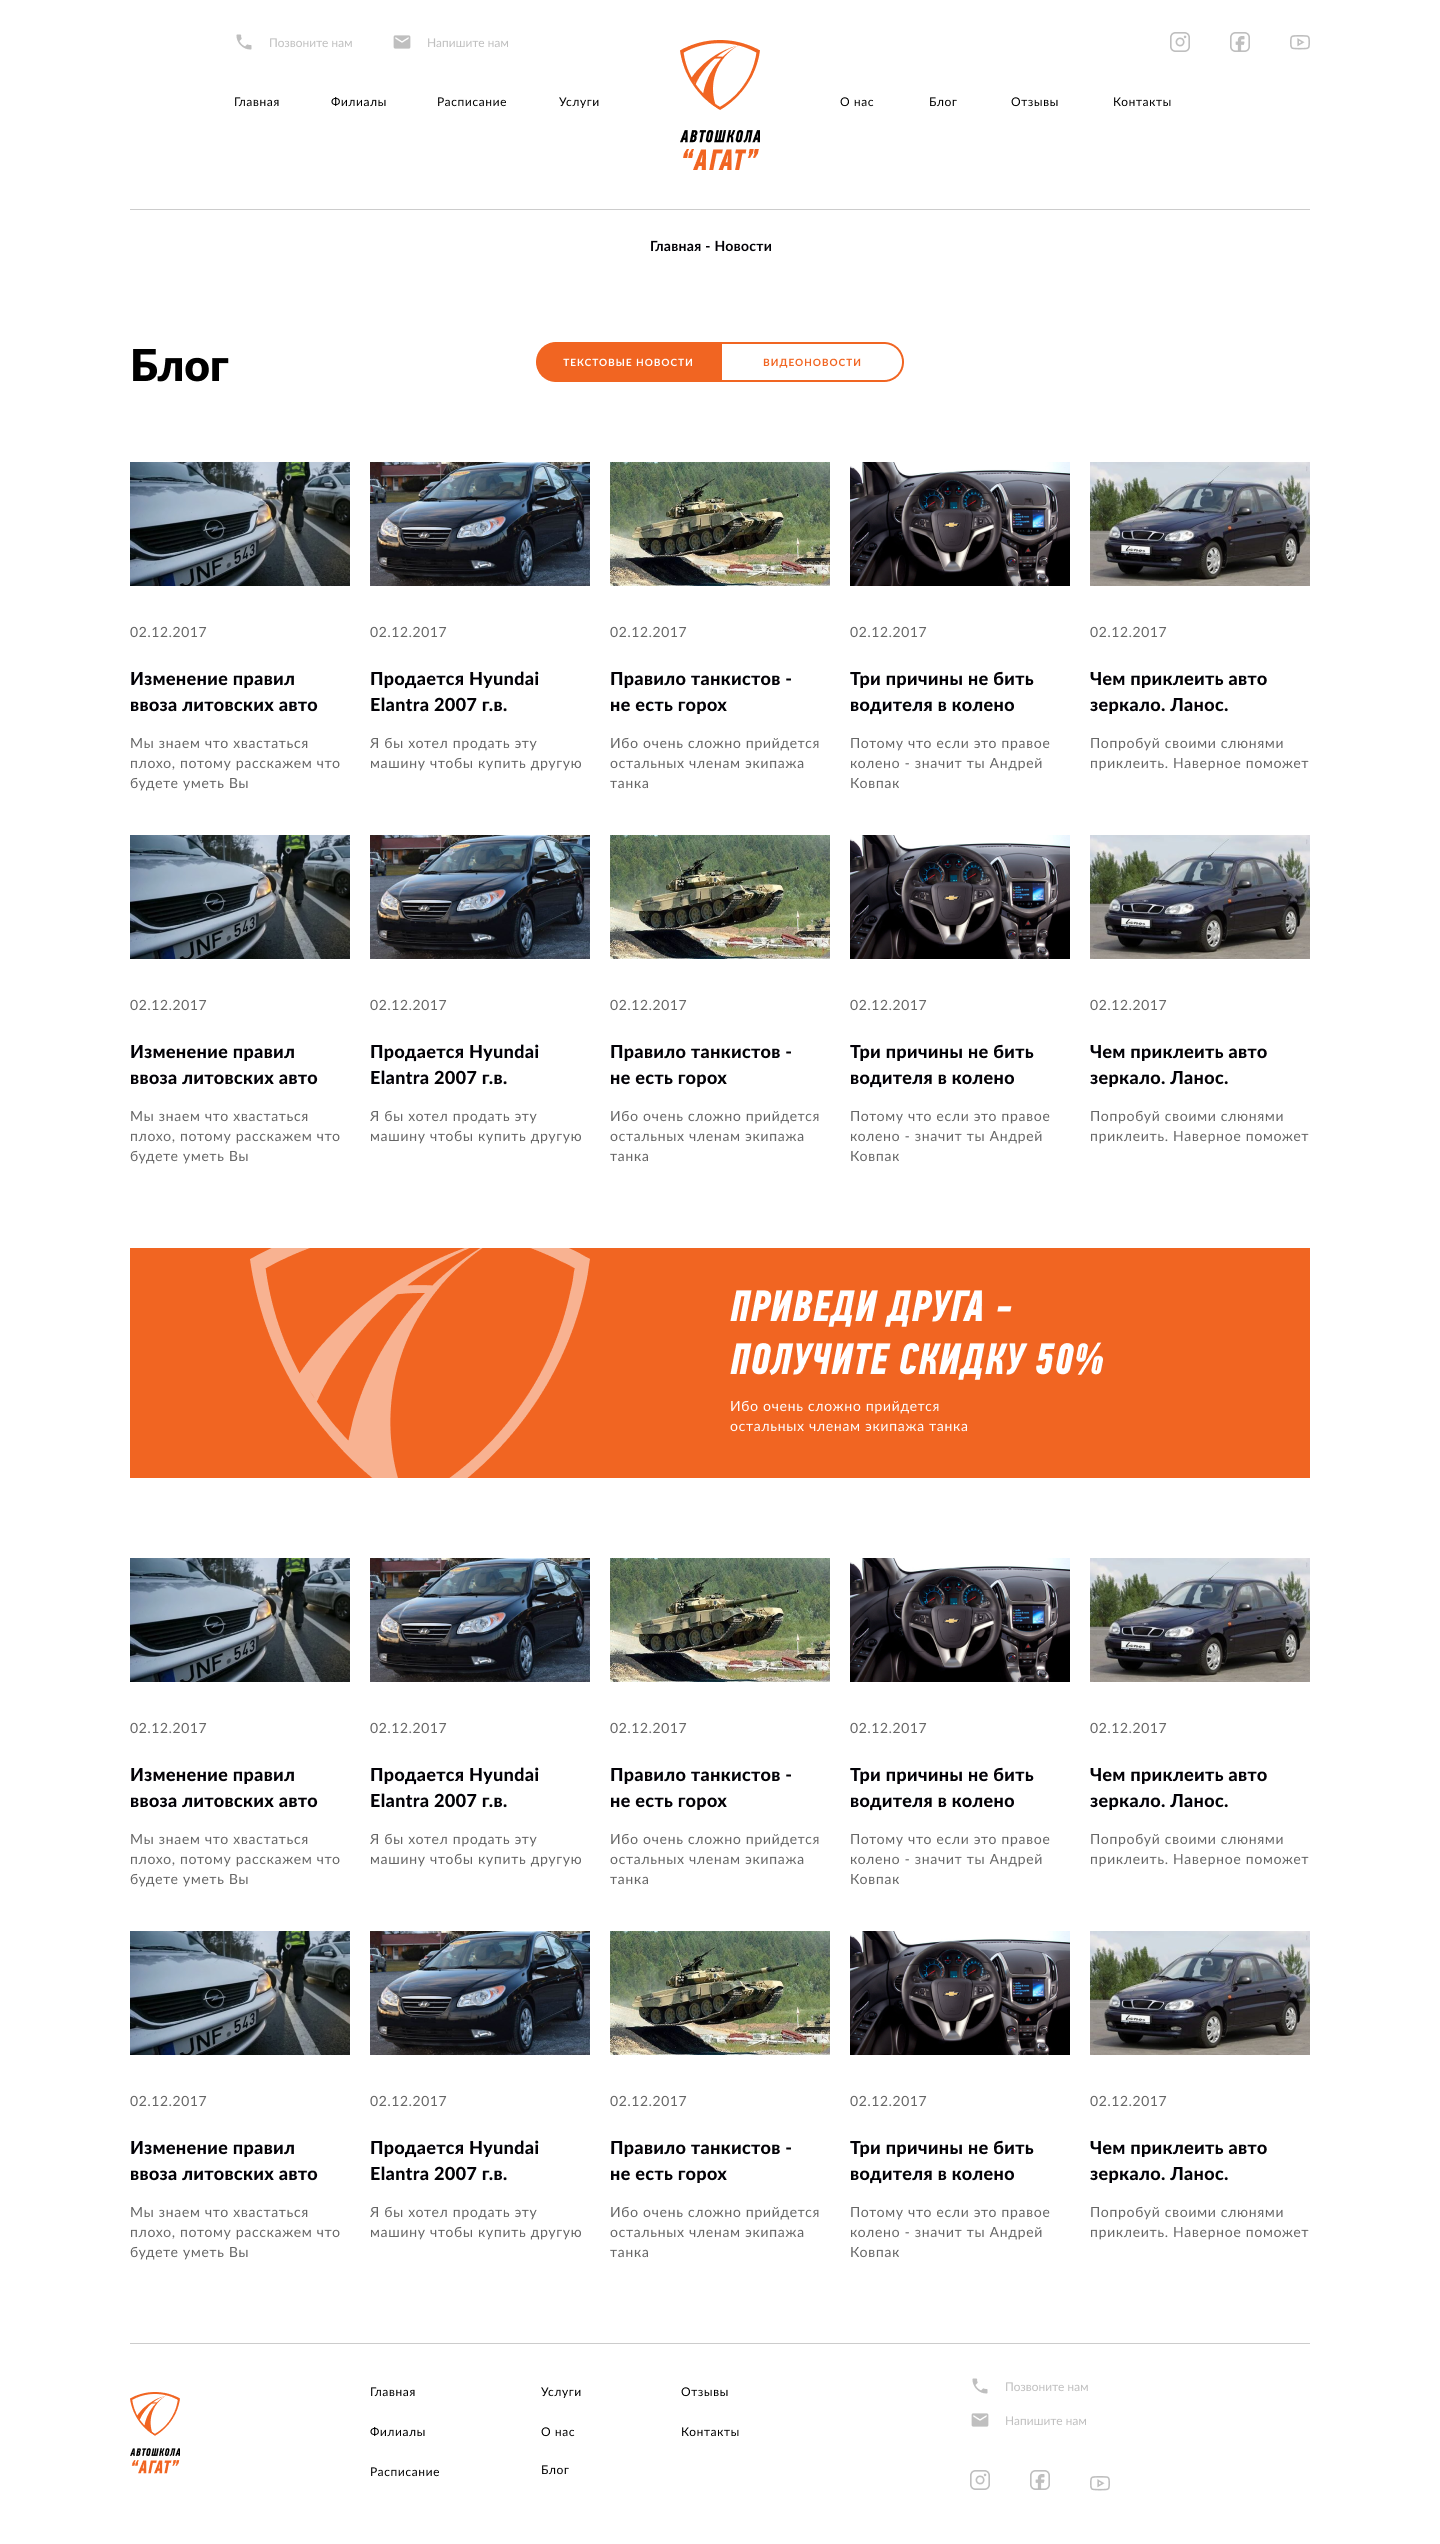 Позвоните нам
Напишите нам
Главная
Филиалы
Расписание
Услуги
О нас
Блог
Отзывы
Контакты
АВТОШКОЛА
“АГАТ”
Главная - Новости
Блог
ТЕКСТОВЫЕ НОВОСТИ
ВИДЕОНОВОСТИ
JNF 543
Lanos
02.12.2017
Изменение правил
ввоза литовских авто
Мы знаем что хвастаться
плохо, потому расскажем что
будете уметь Вы
02.12.2017
Продается Hyundai
Elantra 2007 г.в.
Я бы хотел продать эту
машину чтобы купить другую
02.12.2017
Правило танкистов -
не есть горох
Ибо очень сложно прийдется
остальных членам экипажа
танка
02.12.2017
Три причины не бить
водителя в колено
Потому что если это правое
колено - значит ты Андрей
Ковпак
02.12.2017
Чем приклеить авто
зеркало. Ланос.
Попробуй своими слюнями
приклеить. Наверное поможет
JNF 543
Lanos
02.12.2017
Изменение правил
ввоза литовских авто
Мы знаем что хвастаться
плохо, потому расскажем что
будете уметь Вы
02.12.2017
Продается Hyundai
Elantra 2007 г.в.
Я бы хотел продать эту
машину чтобы купить другую
02.12.2017
Правило танкистов -
не есть горох
Ибо очень сложно прийдется
остальных членам экипажа
танка
02.12.2017
Три причины не бить
водителя в колено
Потому что если это правое
колено - значит ты Андрей
Ковпак
02.12.2017
Чем приклеить авто
зеркало. Ланос.
Попробуй своими слюнями
приклеить. Наверное поможет
ПРИВЕДИ ДРУГА –
ПОЛУЧИТЕ СКИДКУ 50%
Ибо очень сложно прийдется
остальных членам экипажа танка
JNF 543
Lanos
02.12.2017
Изменение правил
ввоза литовских авто
Мы знаем что хвастаться
плохо, потому расскажем что
будете уметь Вы
02.12.2017
Продается Hyundai
Elantra 2007 г.в.
Я бы хотел продать эту
машину чтобы купить другую
02.12.2017
Правило танкистов -
не есть горох
Ибо очень сложно прийдется
остальных членам экипажа
танка
02.12.2017
Три причины не бить
водителя в колено
Потому что если это правое
колено - значит ты Андрей
Ковпак
02.12.2017
Чем приклеить авто
зеркало. Ланос.
Попробуй своими слюнями
приклеить. Наверное поможет
JNF 543
Lanos
02.12.2017
Изменение правил
ввоза литовских авто
Мы знаем что хвастаться
плохо, потому расскажем что
будете уметь Вы
02.12.2017
Продается Hyundai
Elantra 2007 г.в.
Я бы хотел продать эту
машину чтобы купить другую
02.12.2017
Правило танкистов -
не есть горох
Ибо очень сложно прийдется
остальных членам экипажа
танка
02.12.2017
Три причины не бить
водителя в колено
Потому что если это правое
колено - значит ты Андрей
Ковпак
02.12.2017
Чем приклеить авто
зеркало. Ланос.
Попробуй своими слюнями
приклеить. Наверное поможет
АВТОШКОЛА
“АГАТ”
Главная
Филиалы
Расписание
Услуги
О нас
Блог
Отзывы
Контакты
Позвоните нам
Напишите нам